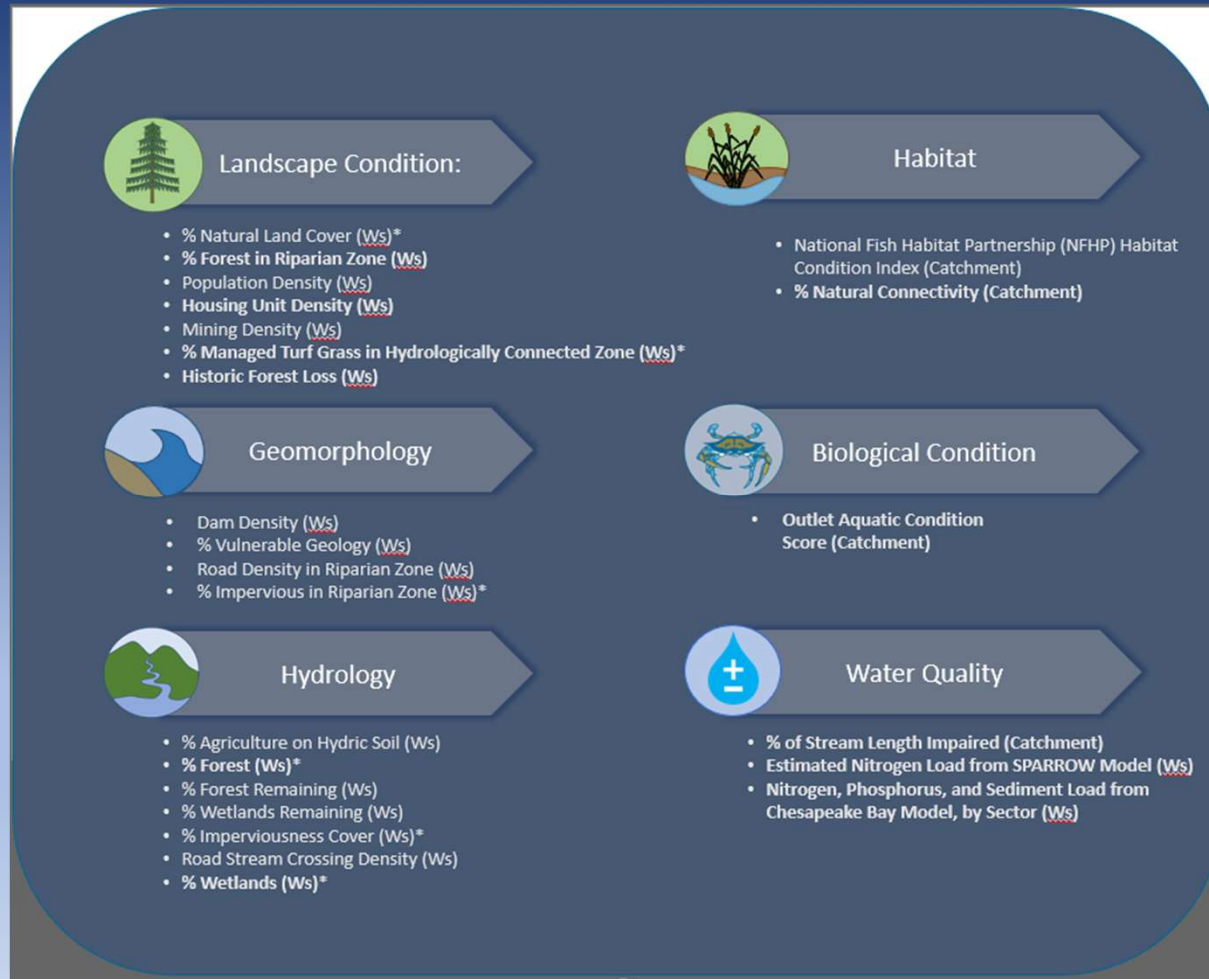 Landscape Condition:
• % Natural Land Cover (Ws)*
• % Forest in Riparian Zone (Ws)
• Population Density (Ws)
• Housing Unit Density (Ws)
• Mining Density (Ws)
• % Managed Turf Grass in Hydrologically Connected Zone (Ws)*
• Historic Forest Loss (Ws)
Geomorphology
• Dam Density (Ws)
• % Vulnerable Geology (Ws)
• Road Density in Riparian Zone (Ws)
• % Impervious in Riparian Zone (Ws)*
Hydrology
• % Agriculture on Hydric Soil (Ws)
• % Forest (Ws)*
• % Forest Remaining (Ws)
• % Wetlands Remaining (Ws)
• % Imperviousness Cover (Ws)*
• Road Stream Crossing Density (Ws)
• % Wetlands (Ws)*
Habitat
• National Fish Habitat Partnership (NFHP) Habitat
Condition Index (Catchment)
• % Natural Connectivity (Catchment)
Biological Condition
• Outlet Aquatic Condition
Score (Catchment)
Water Quality
• % of Stream Length Impaired (Catchment)
• Estimated Nitrogen Load from SPARROW Model (Ws)
• Nitrogen, Phosphorus, and Sediment Load from
Chesapeake Bay Model, by Sector (Ws)